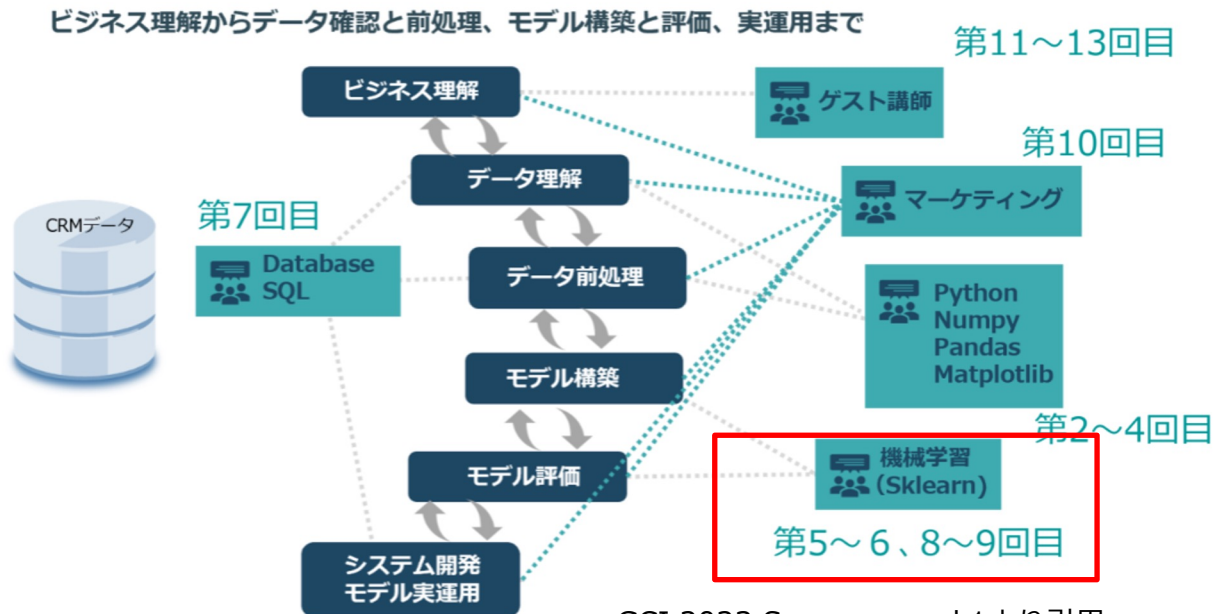 ビジネス理解からデータ確認と前処理、モデル構築と評価、実運用まで
第11～13回目
ビジネス理解
ゲスト講師
第10回目
データ理解
マーケティング
CRMデータ
第7回目
Database
SQL
データ前処理
Python
Numpy
Pandas
Matplotlib
モデル構築
第2～4回目
機械学習
(Sklearn)
モデル評価
第5～6、8～9回目
システム開発
モデル実運用